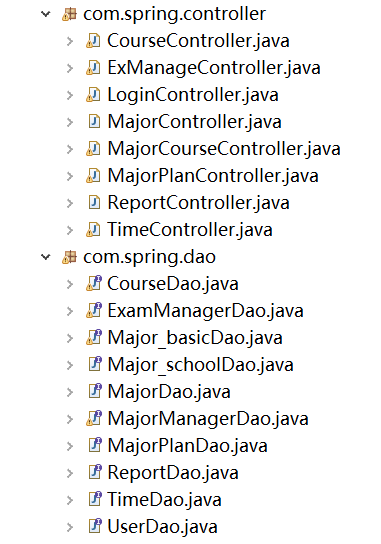 com.spring.controller
CourseController.java
ExManageController.java
LoginController.java
MajorController.java
MajorCourseController.java
MajorPlanController.java
ReportController.java
TimeController.java
com.spring.dao
CourseDao.java
ExamManagerDao.java
Major_basicDao.java
Major_schoolDao.java
MajorDao.java
MajorManagerDao.java
MajorPlanDao.java
ReportDao.java
TimeDao.java
UserDao.java